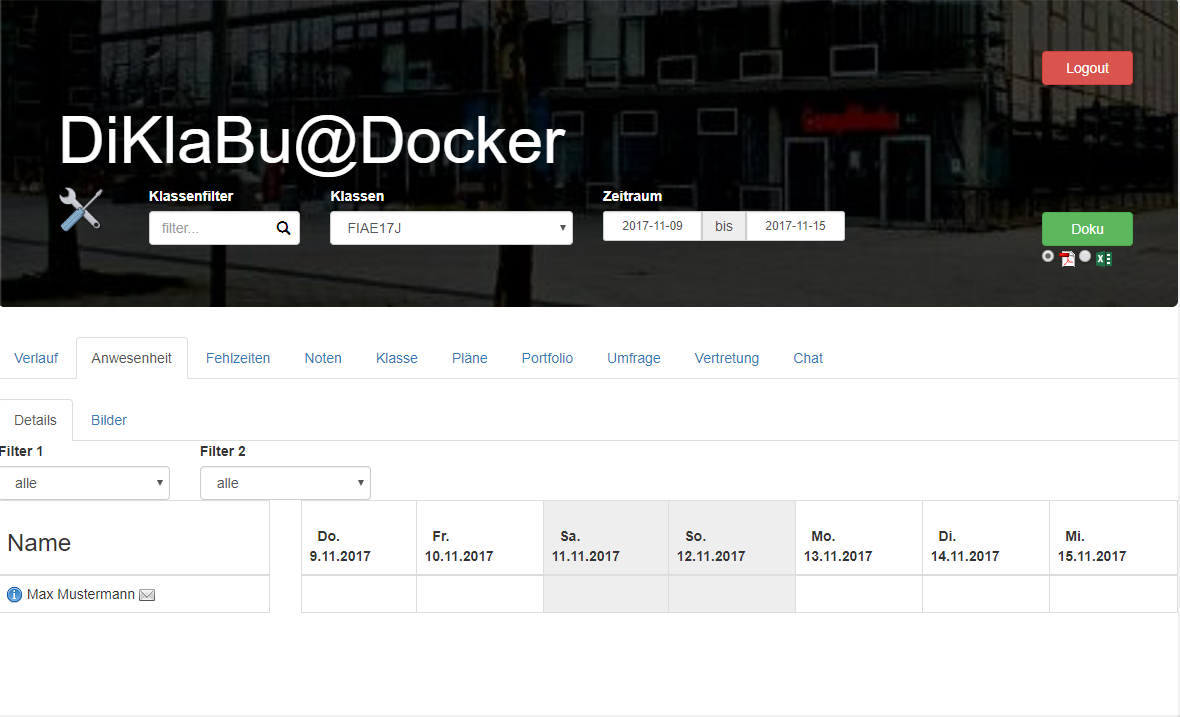 Logout
DiKlaBu@Docker
Klassenfilter Klassen Zeitraum
filter... FIAE17J 2017-11-09 bis 2017-11-15 Doku
Verlauf Anwesenheit Fehlzeiten Noten Klasse Pläne Portfolio Umfrage Vertretung Chat
Details Bilder
Filter 1 Filter 2
alle alle
Name Do. Fr. Sa. So. Mo. Di. Mi.
9.11.2017 10.11.2017 11.11.2017 12.11.2017 13.11.2017 14.11.2017 15.11.2017
Max Mustermann